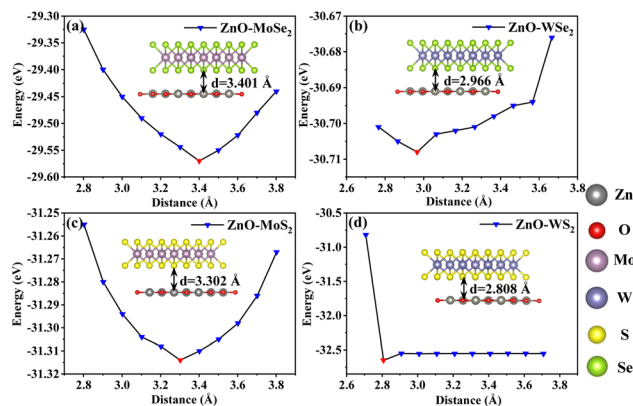 (a)
ZnO-MoSe2
d=3.401 Å
Energy (eV)
-29.30
-29.35
-29.40
-29.45
-29.50
-29.55
-29.60
2.8 3.0 3.2 3.4 3.6 3.8
Distance (Å)
(b)
ZnO-WSe2
d=2.966 Å
Energy (eV)
-30.67
-30.68
-30.69
-30.70
-30.71
2.6 2.8 3.0 3.2 3.4 3.6 3.8
Distance (Å)
(c)
ZnO-MoS2
d=3.302 Å
Energy (eV)
-31.25
-31.26
-31.27
-31.28
-31.29
-31.30
-31.31
-31.32
2.8 3.0 3.2 3.4 3.6 3.8
Distance (Å)
(d)
ZnO-WS2
d=2.808 Å
Energy (eV)
-30.5
-31.0
-31.5
-32.0
-32.5
2.6 2.8 3.0 3.2 3.4 3.6 3.8
Distance (Å)
Zn
O
Mo
W
S
Se